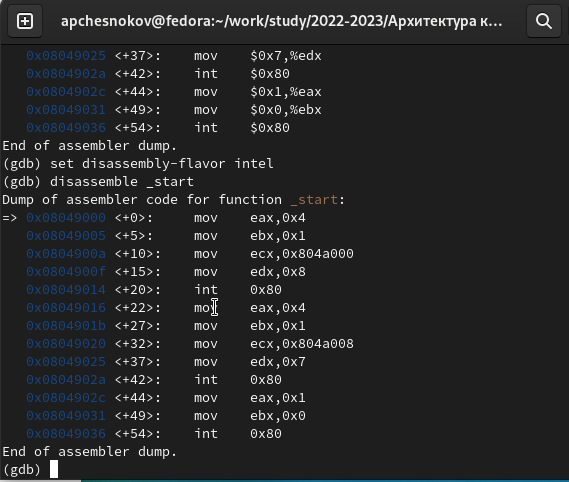 apchesnokov@fedora:~/work/study/2022-2023/Архитектура к...
0x08049025 <+37>: mov $0x7,%edx
0x0804902a <+42>: int $0x80
0x0804902c <+44>: mov $0x1,%eax
0x08049031 <+49>: mov $0x0,%ebx
0x08049036 <+54>: int $0x80
End of assembler dump.
(gdb) set disassembly-flavor intel
(gdb) disassemble _start
Dump of assembler code for function _start:
=> 0x08049000 <+0>: mov eax,0x4
0x08049005 <+5>: mov ebx,0x1
0x0804900a <+10>: mov ecx,0x804a000
0x0804900f <+15>: mov edx,0x8
0x08049014 <+20>: int 0x80
0x08049016 <+22>: mov eax,0x4
0x0804901b <+27>: mov ebx,0x1
0x08049020 <+32>: mov ecx,0x804a008
0x08049025 <+37>: mov edx,0x7
0x0804902a <+42>: int 0x80
0x0804902c <+44>: mov eax,0x1
0x08049031 <+49>: mov ebx,0x0
0x08049036 <+54>: int 0x80
End of assembler dump.
(gdb)